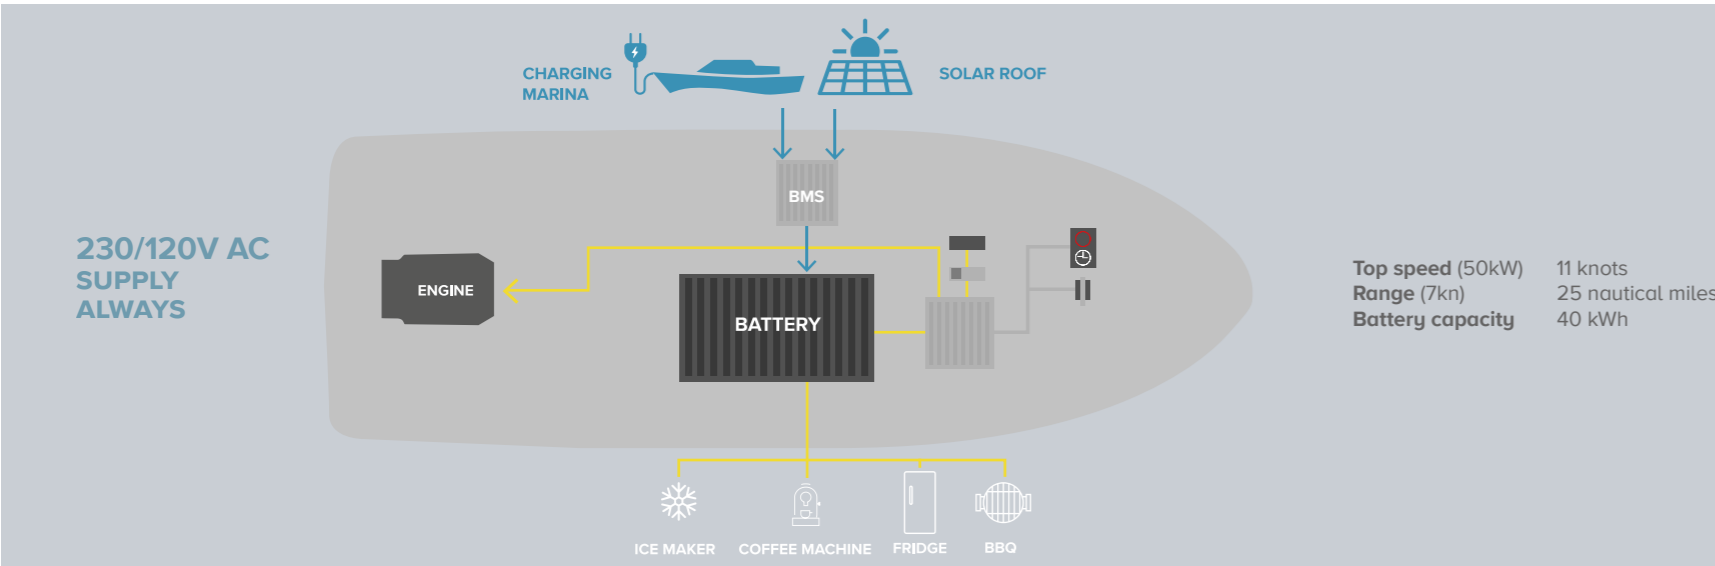 CHARGING
MARINA
SOLAR ROOF
BMS
230/120V AC
SUPPLY
ALWAYS
ENGINE
BATTERY
Top speed (50kW) 11 knots
Range (7kn) 25 nautical miles
Battery capacity 40 kWh
ICE MAKER COFFEE MACHINE FRIDGE BBQ